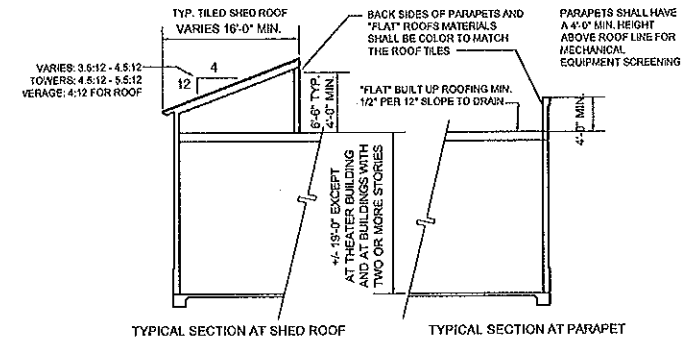 TYP. TILED SHED ROOF
VARIES 16'-0" MIN.
BACK SIDES OF PARAPETS AND
"FLAT" ROOFS MATERIALS
SHALL BE COLOR TO MATCH
THE ROOF TILES
PARAPETS SHALL HAVE
A 4'-0" MIN. HEIGHT
ABOVE ROOF LINE FOR
MECHANICAL
EQUIPMENT SCREENING
VARIES: 3.5:12 - 4.5:12
TOWERS: 4.5:12 - 5.5:12
VERAGE: 4:12 FOR ROOF
4
12
6'-6" TYP.
4'-0" MIN.
"FLAT" BUILT UP ROOFING MIN.
1/2" PER 12" SLOPE TO DRAIN
4'-0" MIN.
+/- 19'-0" EXCEPT
AT THEATER BUILDING
AND AT BUILDINGS WITH
TWO OR MORE STORIES
TYPICAL SECTION AT SHED ROOF
TYPICAL SECTION AT PARAPET